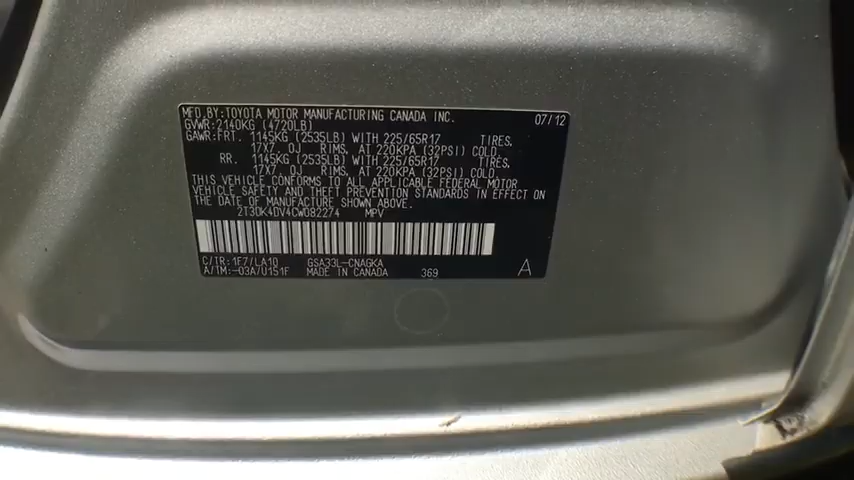 MFD. BY: TOYOTA MOTOR MANUFACTURING CANADA INC. 07/12
GVWR: 2140KG (4720LB)
GAWR: FRT. 1145KG (2535LB) WITH 225/65R17 TIRES,
17X7. 0J RIMS, AT 220KPA (32PSI) COLD.
RR. 1145KG (2535LB) WITH 225/65R17 TIRES,
17X7. 0J RIMS, AT 220KPA (32PSI) COLD.
THIS VEHICLE CONFORMS TO ALL APPLICABLE FEDERAL MOTOR
VEHICLE SAFETY AND THEFT PREVENTION STANDARDS IN EFFECT ON
THE DATE OF MANUFACTURE SHOWN ABOVE.
2T3DK4DV4CW082274 MPV
C/TR: 1F7/LA10 GSA33L-CNAGKA
A/TM: -03A/U151F MADE IN CANADA 369 A